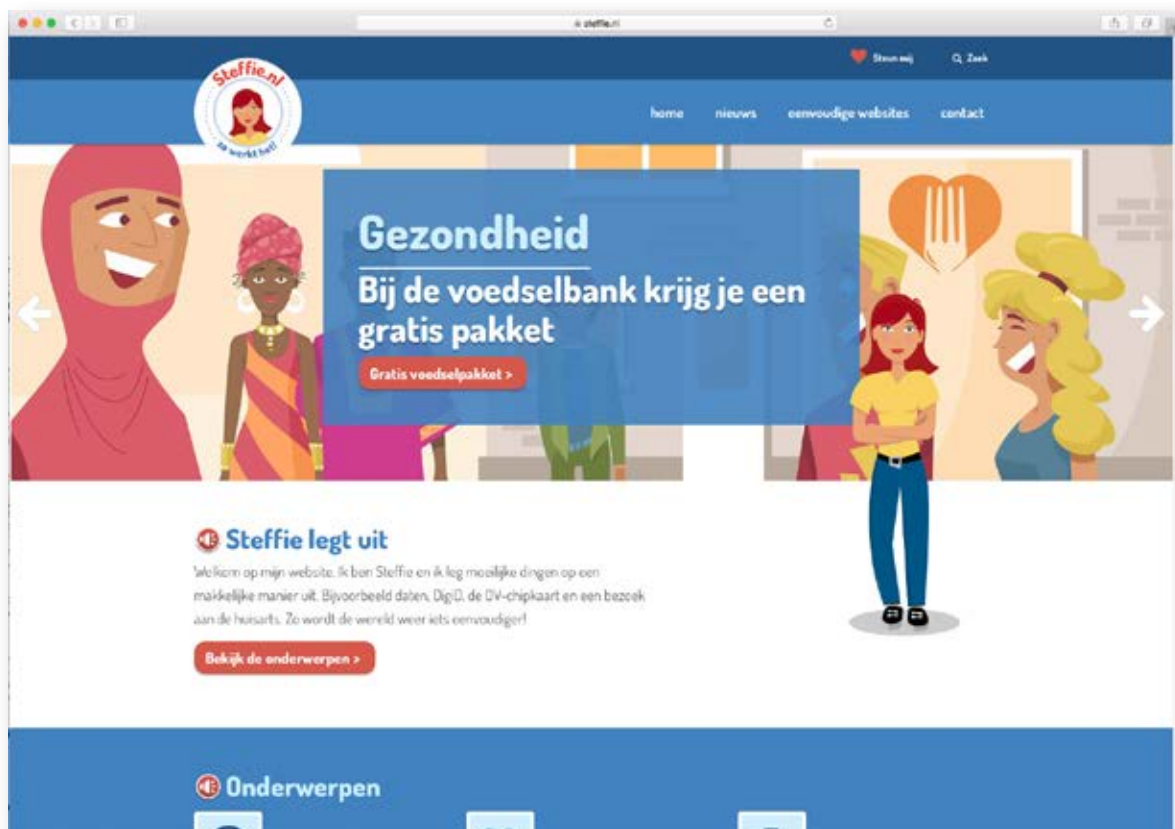 steffie.nl
Steun mij
Zoek
Steffie.nl
zo werkt het!
home nieuws eenvoudige websites contact
Gezondheid
Bij de voedselbank krijg je een
gratis pakket
Gratis voedselpakket >
Steffie legt uit
Welkom op mijn website. Ik ben Steffie en ik leg moeilijke dingen op een
makkelijke manier uit. Bijvoorbeeld daten, DigiD, de OV-chipkaart en een bezoek
aan de huisarts. Zo wordt de wereld weer iets eenvoudiger!
Bekijk de onderwerpen >
Onderwerpen